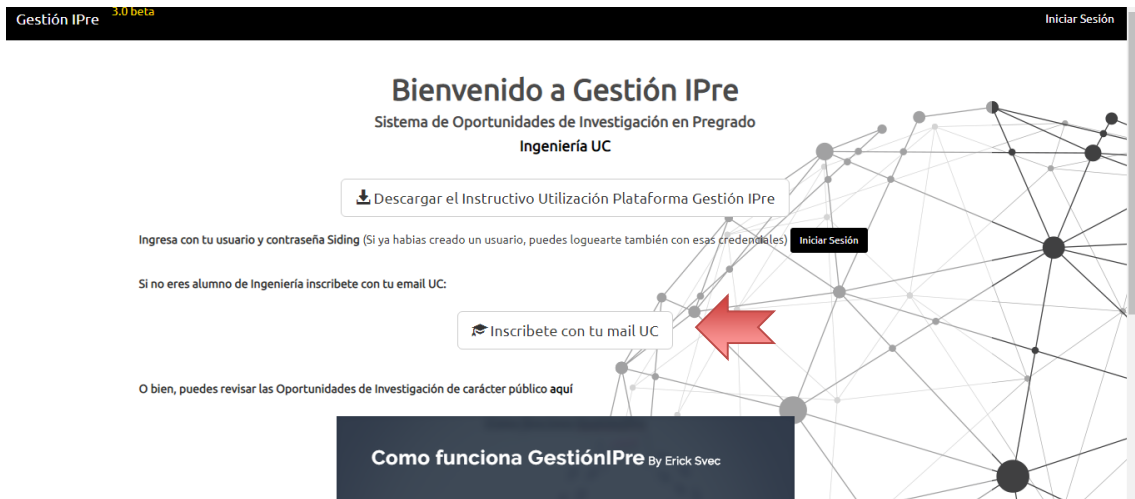 Gestión IPre 3.0 beta
Iniciar Sesión
Bienvenido a Gestión IPre
Sistema de Oportunidades de Investigación en Pregrado
Ingeniería UC
Descargar el Instructivo Utilización Plataforma Gestión IPre
Ingresa con tu usuario y contraseña Siding (Si ya habias creado un usuario, puedes loguearte también con esas credenciales) Iniciar Sesión
Si no eres alumno de Ingeniería inscribete con tu email UC:
Inscribete con tu mail UC
O bien, puedes revisar las Oportunidades de Investigación de carácter público aquí
Como funciona GestiónIPre By Erick Svec